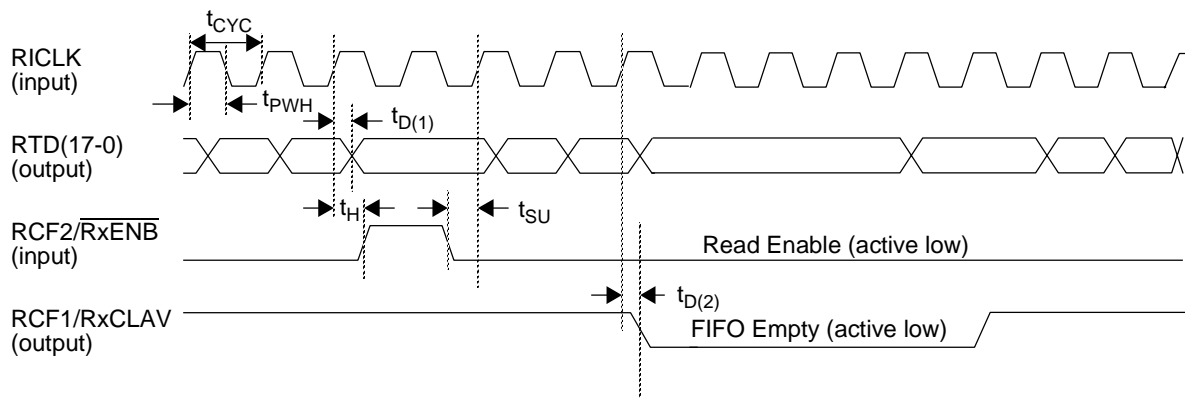 tCYC
RICLK
(input)
tPWH
tD(1)
RTD(17-0)
(output)
tH
tSU
RCF2/RxENB
(input)
Read Enable (active low)
tD(2)
RCF1/RxCLAV
(output)
FIFO Empty (active low)